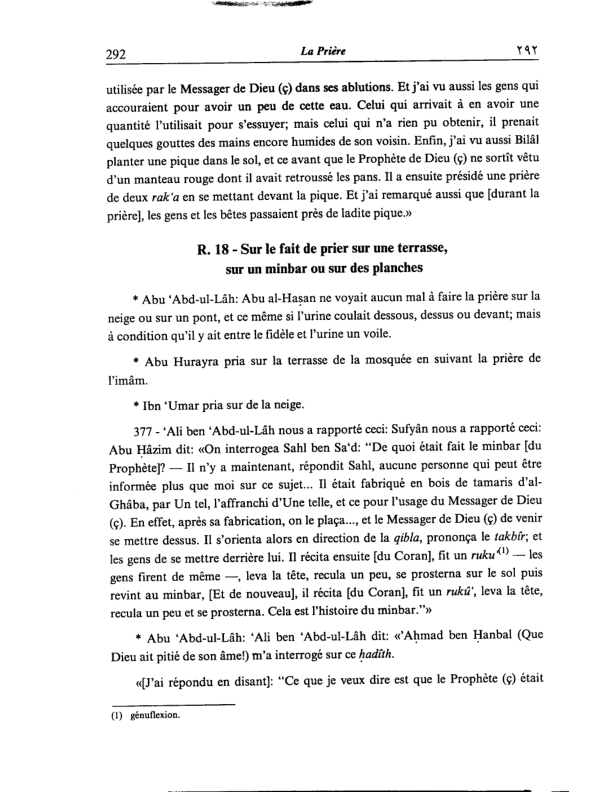 292 La Prière ٢٩٢
utilisée par le Messager de Dieu (ç) dans ses ablutions. Et j'ai vu aussi les gens qui
accouraient pour avoir un peu de cette eau. Celui qui arrivait à en avoir une
quantité l'utilisait pour s'essuyer; mais celui qui n'a rien pu obtenir, il prenait
quelques gouttes des mains encore humides de son voisin. Enfin, j'ai vu aussi Bilâl
planter une pique dans le sol, et ce avant que le Prophète de Dieu (ç) ne sortît vêtu
d'un manteau rouge dont il avait retroussé les pans. Il a ensuite présidé une prière
de deux rak'a en se mettant devant la pique. Et j'ai remarqué aussi que [durant la
prière], les gens et les bêtes passaient près de ladite pique.»
R. 18 - Sur le fait de prier sur une terrasse,
sur un minbar ou sur des planches
* Abu 'Abd-ul-Lâh: Abu al-Haṣan ne voyait aucun mal à faire la prière sur la
neige ou sur un pont, et ce même si l'urine coulait dessous, dessus ou devant; mais
à condition qu'il y ait entre le fidèle et l'urine un voile.
* Abu Hurayra pria sur la terrasse de la mosquée en suivant la prière de
l'imâm.
* Ibn 'Umar pria sur de la neige.
377 - 'Ali ben 'Abd-ul-Lâh nous a rapporté ceci: Sufyân nous a rapporté ceci:
Abu Ḥâzim dit: «On interrogea Sahl ben Sa'd: "De quoi était fait le minbar [du
Prophète]? — Il n'y a maintenant, répondit Sahl, aucune personne qui peut être
informée plus que moi sur ce sujet... Il était fabriqué en bois de tamaris d'al-
Ghâba, par Un tel, l'affranchi d'Une telle, et ce pour l'usage du Messager de Dieu
(ç). En effet, après sa fabrication, on le plaça..., et le Messager de Dieu (ç) de venir
se mettre dessus. Il s'orienta alors en direction de la qibla, prononça le takbîr; et
les gens de se mettre derrière lui. Il récita ensuite [du Coran], fit un ruku'(1) — les
gens firent de même —, leva la tête, recula un peu, se prosterna sur le sol puis
revint au minbar, [Et de nouveau], il récita [du Coran], fit un rukû', leva la tête,
recula un peu et se prosterna. Cela est l'histoire du minbar."»
* Abu 'Abd-ul-Lâh: 'Ali ben 'Abd-ul-Lâh dit: «'Aḥmad ben Ḥanbal (Que
Dieu ait pitié de son âme!) m'a interrogé sur ce ḥadîth.
«[J'ai répondu en disant]: "Ce que je veux dire est que le Prophète (ç) était
(1) génuflexion.